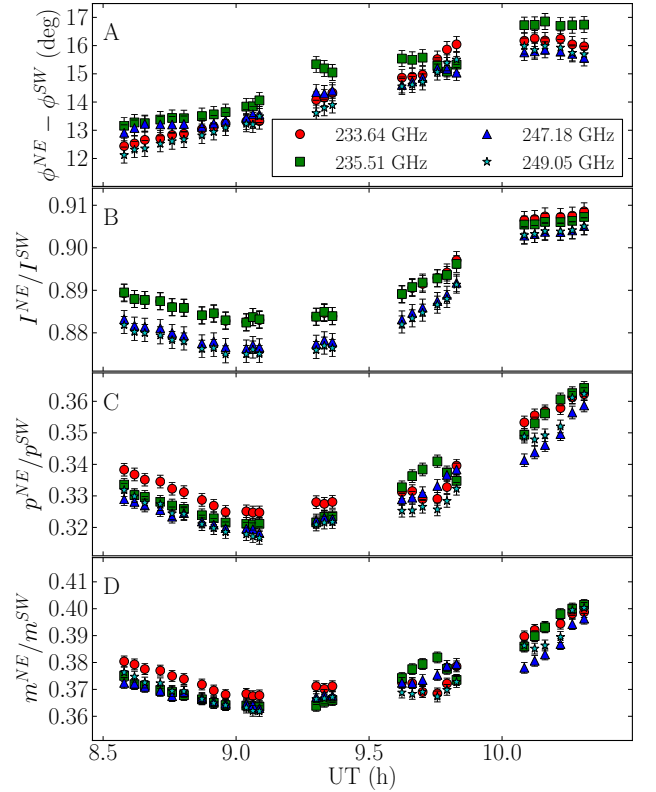 17
16
15
14
13
12
ϕ^NE − ϕ^SW (deg)
A
233.64 GHz
235.51 GHz
247.18 GHz
249.05 GHz
0.91
0.90
0.89
0.88
I^NE/I^SW
B
0.36
0.35
0.34
0.33
0.32
p^NE/p^SW
C
0.41
0.40
0.39
0.38
0.37
0.36
m^NE/m^SW
D
8.5 9.0 9.5 10.0
UT (h)